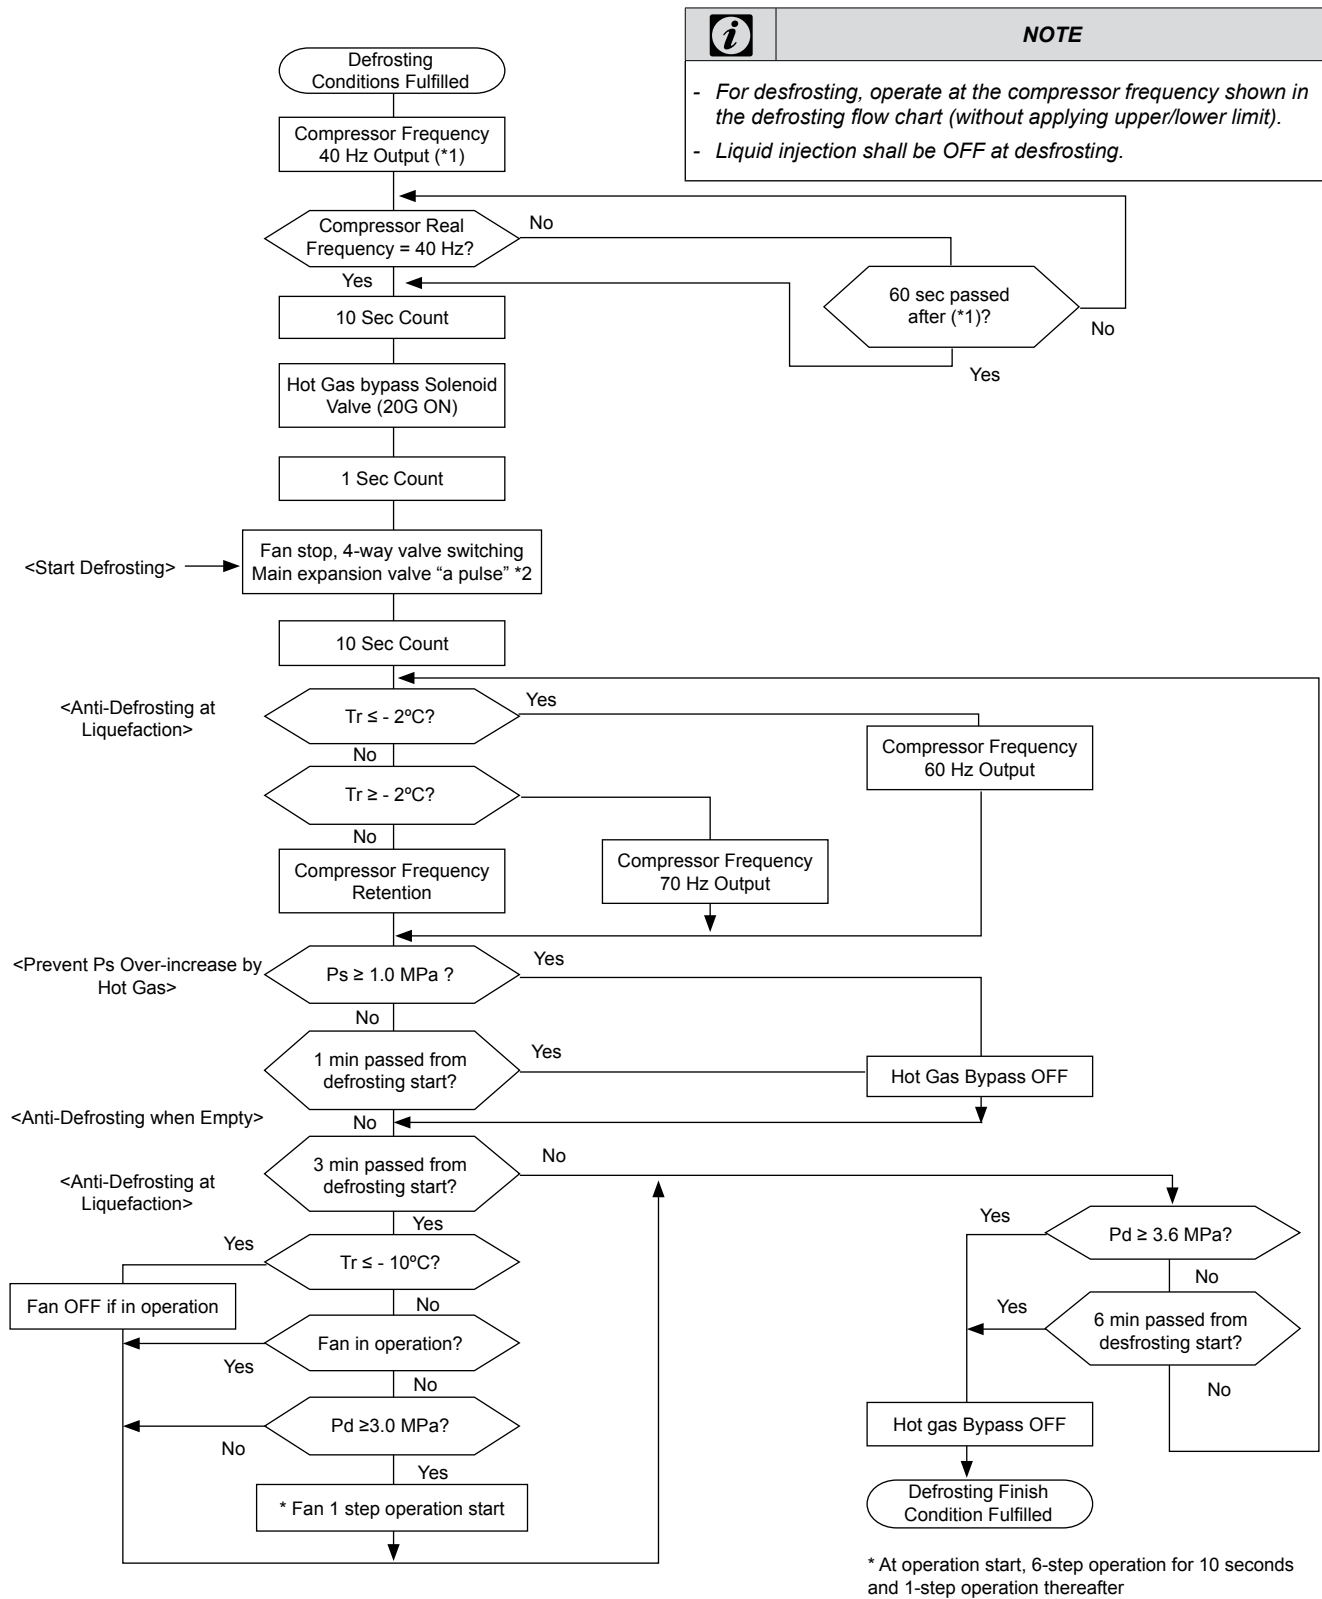 NOTE
- For desfrosting, operate at the compressor frequency shown in
the defrosting flow chart (without applying upper/lower limit).
- Liquid injection shall be OFF at desfrosting.
Defrosting
Conditions Fulfilled
Compressor Frequency
40 Hz Output (*1)
Compressor Real
Frequency = 40 Hz?
No
Yes
60 sec passed
after (*1)?
No
Yes
10 Sec Count
Hot Gas bypass Solenoid
Valve (20G ON)
1 Sec Count
<Start Defrosting>
Fan stop, 4-way valve switching
Main expansion valve “a pulse” *2
10 Sec Count
<Anti-Defrosting at
Liquefaction>
Tr ≤ - 2ºC?
Yes
No
Compressor Frequency
60 Hz Output
Tr ≥ - 2ºC?
No
Compressor Frequency
70 Hz Output
Compressor Frequency
Retention
<Prevent Ps Over-increase by
Hot Gas>
Ps ≥ 1.0 MPa ?
Yes
No
1 min passed from
defrosting start?
Yes
Hot Gas Bypass OFF
<Anti-Defrosting when Empty>
No
3 min passed from
defrosting start?
No
<Anti-Defrosting at
Liquefaction>
Yes
Yes
Pd ≥ 3.6 MPa?
Yes
Tr ≤ - 10ºC?
No
No
Fan OFF if in operation
Yes
6 min passed from
desfrosting start?
Fan in operation?
Yes
No
No
Pd ≥3.0 MPa?
No
Yes
Hot gas Bypass OFF
* Fan 1 step operation start
Defrosting Finish
Condition Fulfilled
* At operation start, 6-step operation for 10 seconds
and 1-step operation thereafter